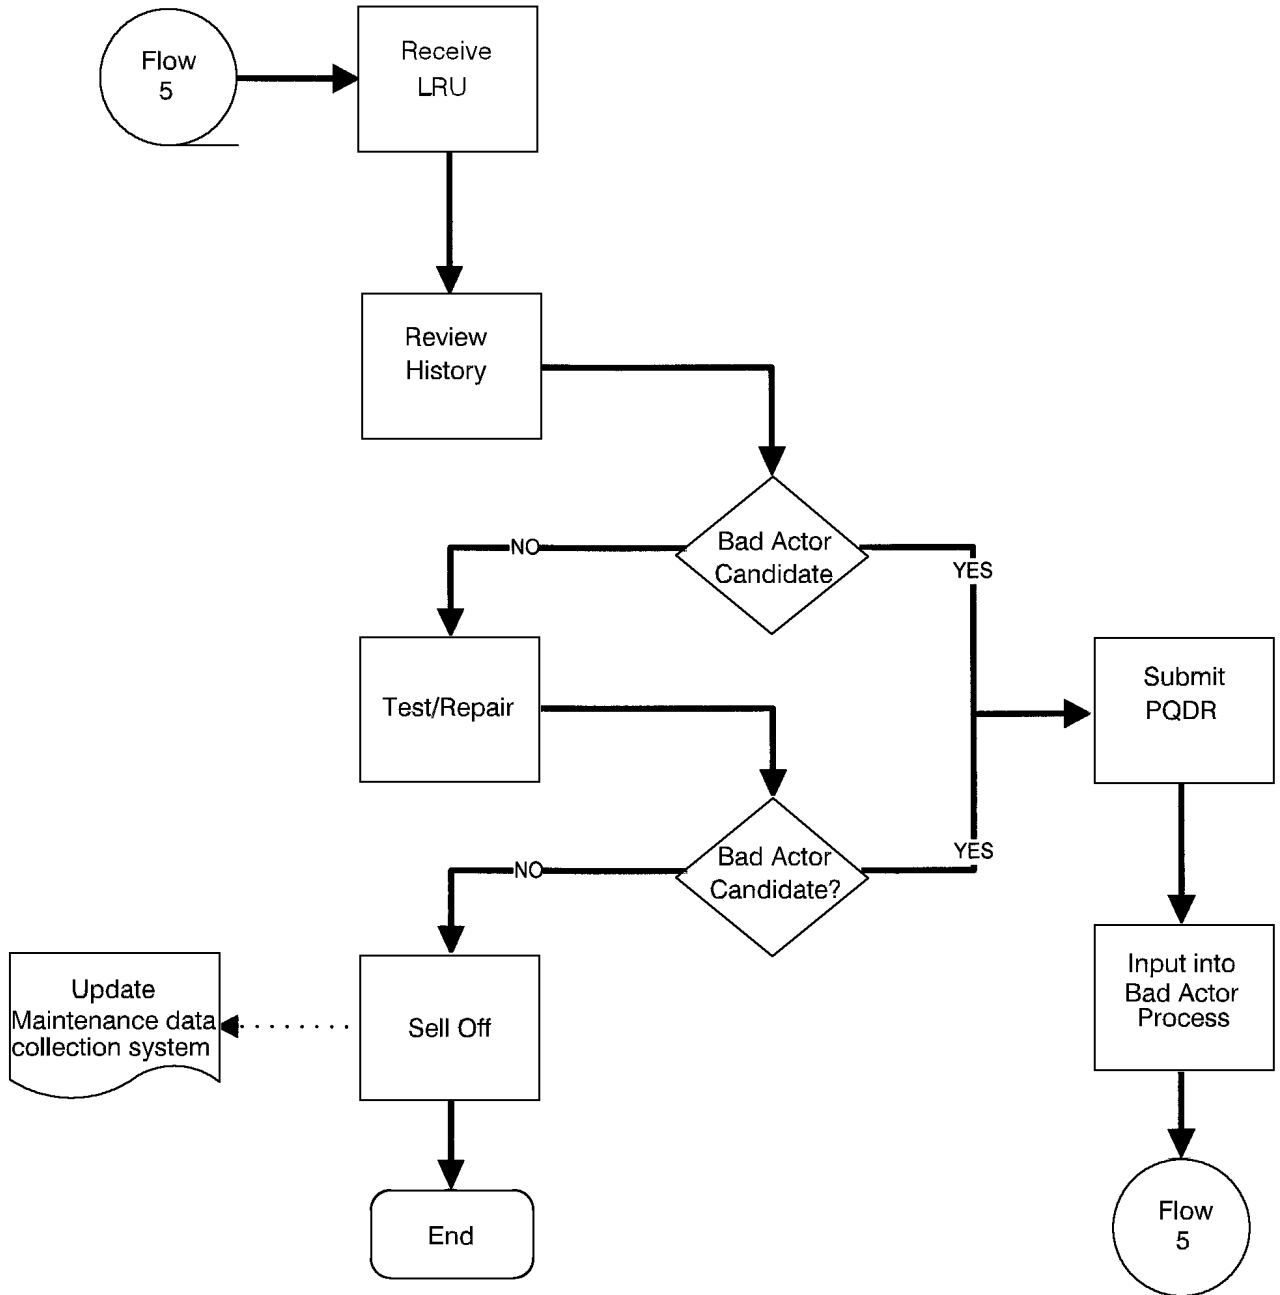 Flow
5
Receive
LRU
Review
History
Bad Actor
Candidate
NO
YES
Test/Repair
Submit
PQDR
Bad Actor
Candidate?
NO
YES
Update
Maintenance data
collection system
Sell Off
Input into
Bad Actor
Process
End
Flow
5